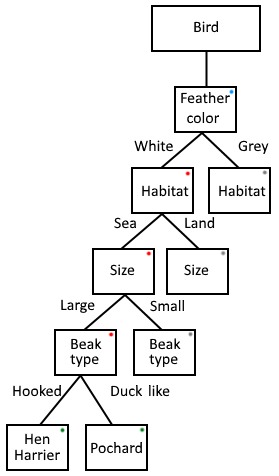 Bird
Feather
color
White
Grey
Habitat
Habitat
Sea
Land
Size
Size
Large
Small
Beak
type
Beak
type
Hooked
Duck like
Hen
Harrier
Pochard